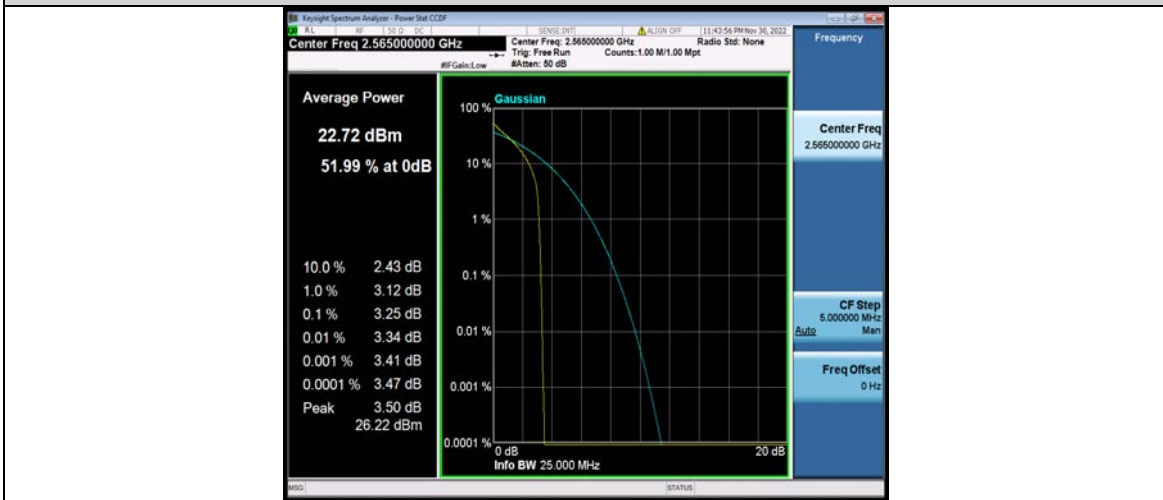 Keysight Spectrum Analyzer - Power Stat CCDF
RL RF 50 Ω DC SENSE:INT ALIGN OFF 11:43:56 PM Nov 30, 2022
Center Freq 2.565000000 GHz
Center Freq: 2.565000000 GHz Radio Std: None
Trig: Free Run Counts:1.00 M/1.00 Mpt
#IFGain:Low #Atten: 50 dB
Frequency
Average Power
22.72 dBm
51.99 % at 0dB
10.0 % 2.43 dB
1.0 % 3.12 dB
0.1 % 3.25 dB
0.01 % 3.34 dB
0.001 % 3.41 dB
0.0001 % 3.47 dB
Peak 3.50 dB
26.22 dBm
Gaussian
100 %
10 %
1 %
0.1 %
0.01 %
0.001 %
0.0001 %
0 dB 20 dB
Info BW 25.000 MHz
Center Freq
2.565000000 GHz
CF Step
5.000000 MHz
Auto Man
Freq Offset
0 Hz
MSG STATUS